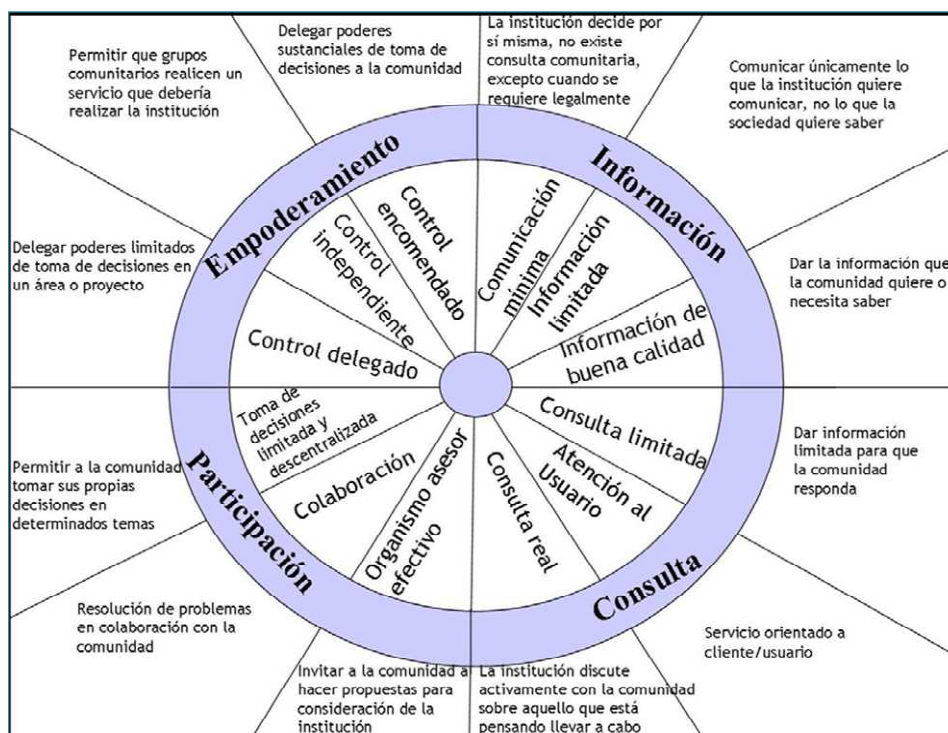 Permitir que grupos
comunitarios realicen un
servicio que debería
realizar la institución
Delegar poderes
sustanciales de toma de
decisiones a la comunidad
La institución decide por
sí misma, no existe
consulta comunitaria,
excepto cuando se
requiere legalmente
Comunicar únicamente lo
que la institución quiere
comunicar, no lo que la
sociedad quiere saber
Delegar poderes limitados
de toma de decisiones en
un área o proyecto
Dar la información que
la comunidad quiere o
necesita saber
Empoderamiento
Información
Control
independiente
Control
encomendado
Comunicación
mínima
Información
limitada
Control delegado
Información de
buena calidad
Toma de
decisiones
limitada y
descentralizada
Colaboración
Organismo asesor
efectivo
Consulta real
Atención al
Usuario
Consulta limitada
Participación
Consulta
Permitir a la comunidad
tomar sus propias
decisiones en
determinados temas
Dar información
limitada para que
la comunidad
responda
Resolución de problemas
en colaboración con la
comunidad
Invitar a la comunidad a
hacer propuestas para
consideración de la
institución
La institución discute
activamente con la comunidad
sobre aquello que está
pensando llevar a cabo
Servicio orientado a
cliente/usuario